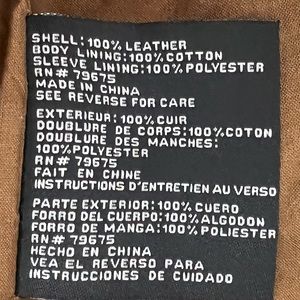 SHELL: 100% LEATHER
BODY LINING: 100% COTTON
SLEEVE LINING: 100% POLYESTER
RN# 79675
MADE IN CHINA
SEE REVERSE FOR CARE
EXTERIEUR: 100% CUIR
DOUBLURE DE CORPS: 100% COTON
DOUBLURE DES MANCHES:
100% POLYESTER
RN# 79675
FAIT EN CHINE
INSTRUCTIONS D'ENTRETIEN AU VERSO
PARTE EXTERIOR: 100% CUERO
FORRO DEL CUERPO: 100% ALGODON
FORRO DE MANGA: 100% POLIESTER
RN# 79675
HECHO EN CHINA
VEA EL REVERSO PARA
INSTRUCCIONES DE CUIDADO